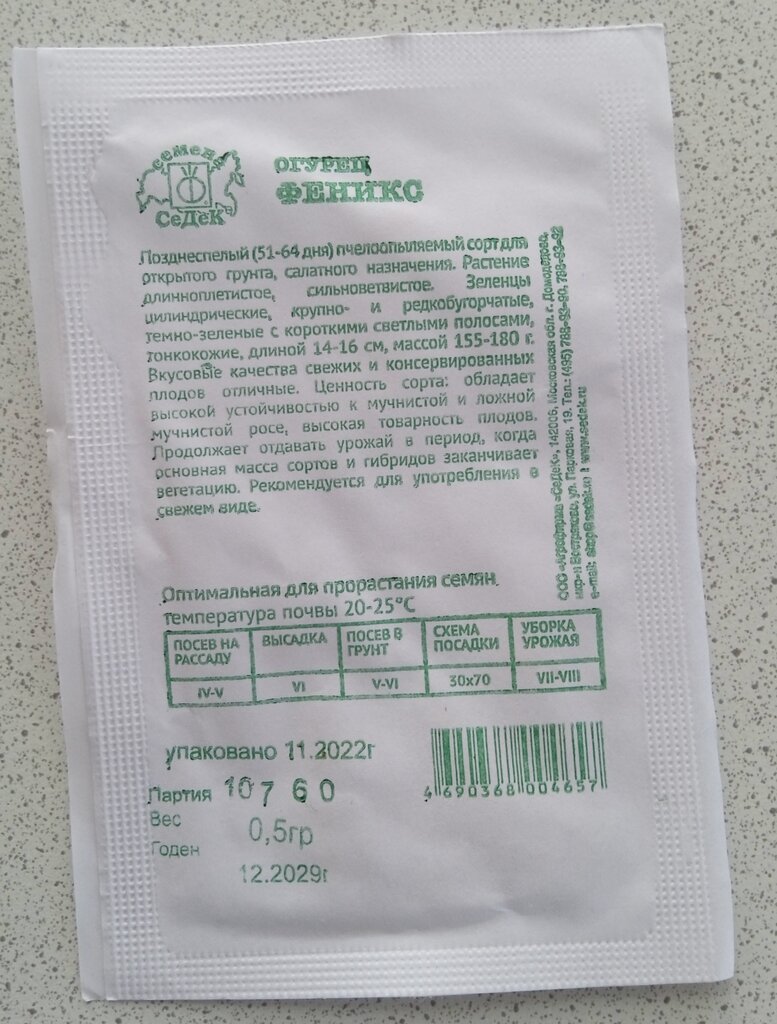 семена
СеДеК
ОГУРЕЦ
ФЕНИКС
Позднеспелый (51-64 дня) пчелоопыляемый сорт для
открытого грунта, салатного назначения. Растение
длинноплетистое, сильноветвистое. Зеленцы
цилиндрические, крупно- и редкобугорчатые,
темно-зеленые с короткими светлыми полосами,
тонкокожие, длиной 14-16 см, массой 155-180 г.
Вкусовые качества свежих и консервированных
плодов отличные. Ценность сорта: обладает
высокой устойчивостью к мучнистой и ложной
мучнистой росе, высокая товарность плодов.
Продолжает отдавать урожай в период, когда
основная масса сортов и гибридов заканчивает
вегетацию. Рекомендуется для употребления в
свежем виде.
ООО «Агрофирма «СеДеК», 142006, Московская обл. г. Домодедово,
мкр-н Востряково, ул. Парковая, 19. Тел.: (495) 788-93-90, 788-93-92
e-mail: shop@sedek.ru | www.sedek.ru
Оптимальная для прорастания семян
температура почвы 20-25°С
ПОСЕВ НА РАССАДУ ВЫСАДКА ПОСЕВ В ГРУНТ СХЕМА ПОСАДКИ УБОРКА УРОЖАЯ
IV-V VI V-VI 30х70 VII-VIII
упаковано 11.2022г
Партия 10760
Вес 0,5гр
Годен 12.2029г
4 690368 004657